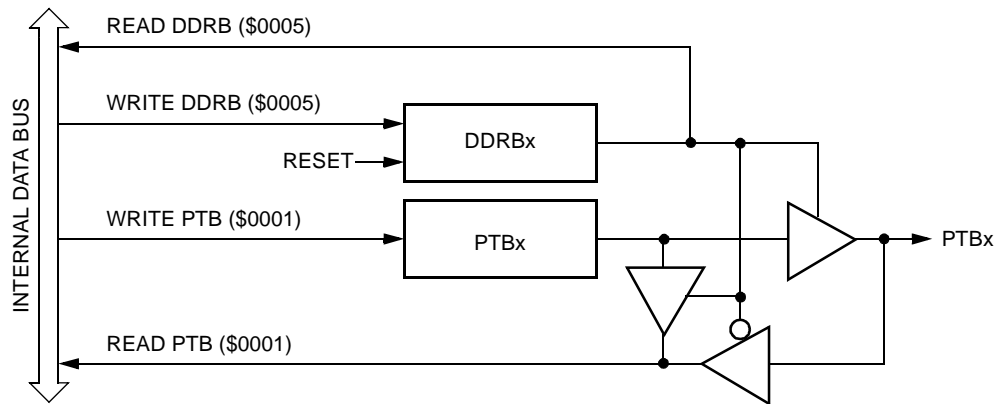 READ DDRB ($0005)
WRITE DDRB ($0005)
DDRBx
RESET
WRITE PTB ($0001)
PTBx
PTBx
READ PTB ($0001)
INTERNAL DATA BUS